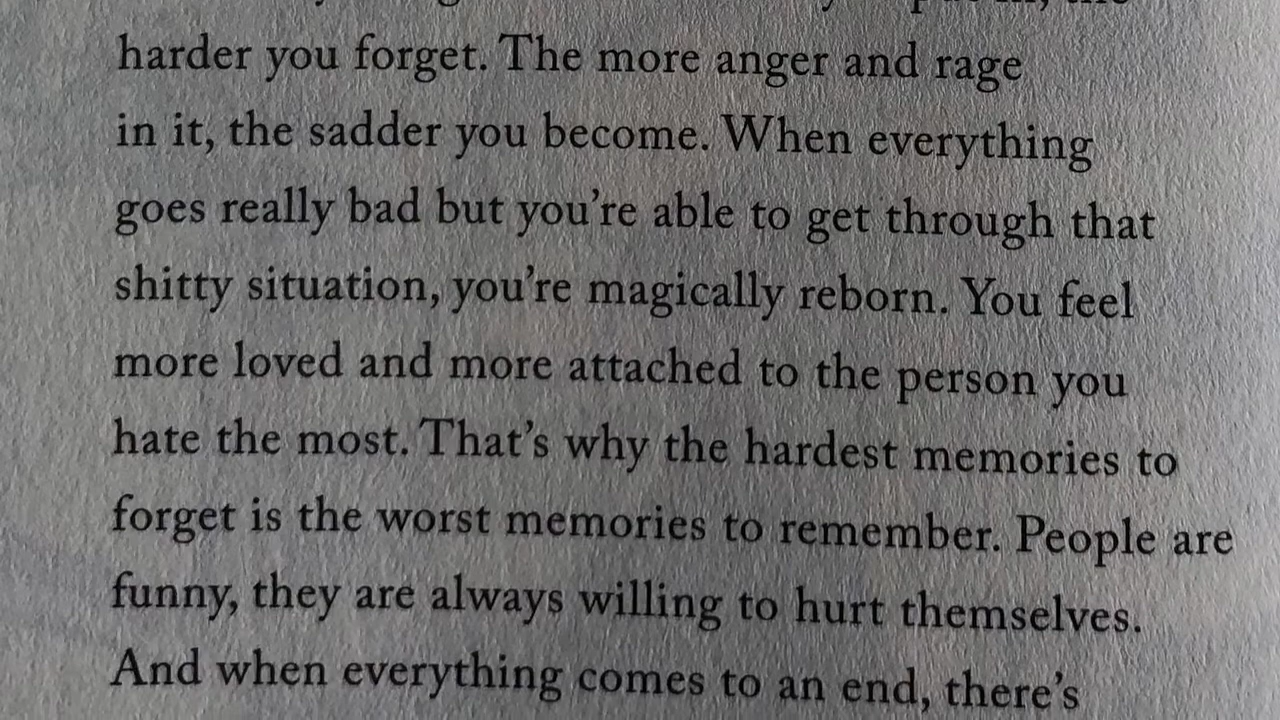 harder you forget. The more anger and rage
in it, the sadder you become. When everything
goes really bad but you're able to get through that
shitty situation, you're magically reborn. You feel
more loved and more attached to the person you
hate the most. That's why the hardest memories to
forget is the worst memories to remember. People are
funny, they are always willing to hurt themselves.
And when everything comes to an end, there's